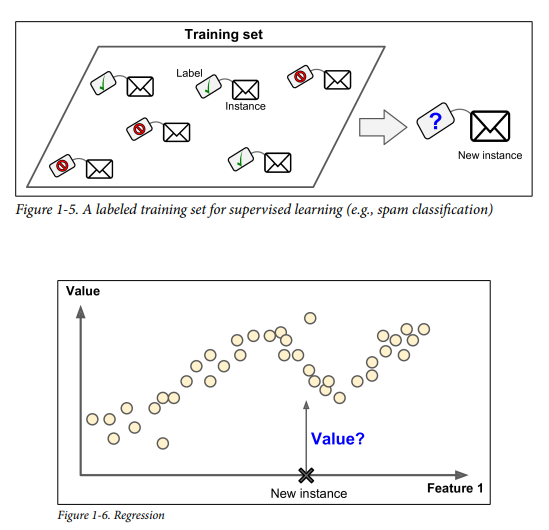 Training set
Label
Instance
?
New instance
Figure 1-5. A labeled training set for supervised learning (e.g., spam classification)
Value
Value?
New instance
Feature 1
Figure 1-6. Regression